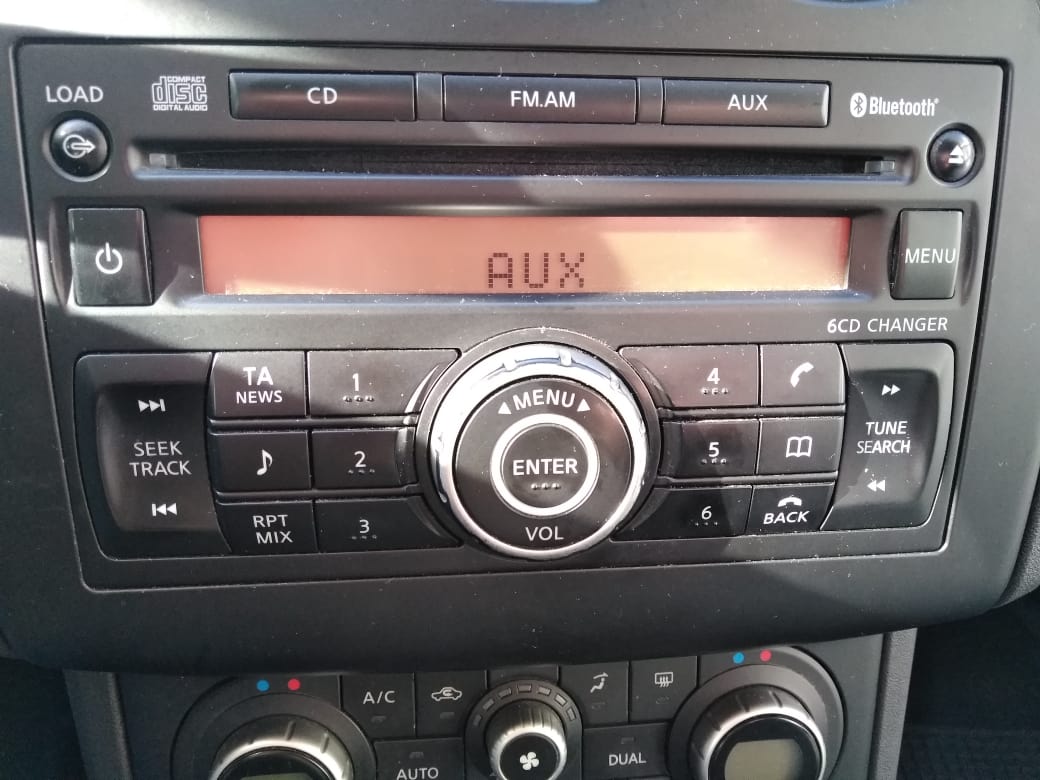 LOAD
COMPACT
disc
DIGITAL AUDIO
CD
FM.AM
AUX
Bluetooth®
AUX
MENU
6CD CHANGER
SEEK
TRACK
TA
NEWS
1
2
RPT
MIX
3
MENU
ENTER
VOL
4
5
6
BACK
TUNE
SEARCH
A/C
AUTO
DUAL